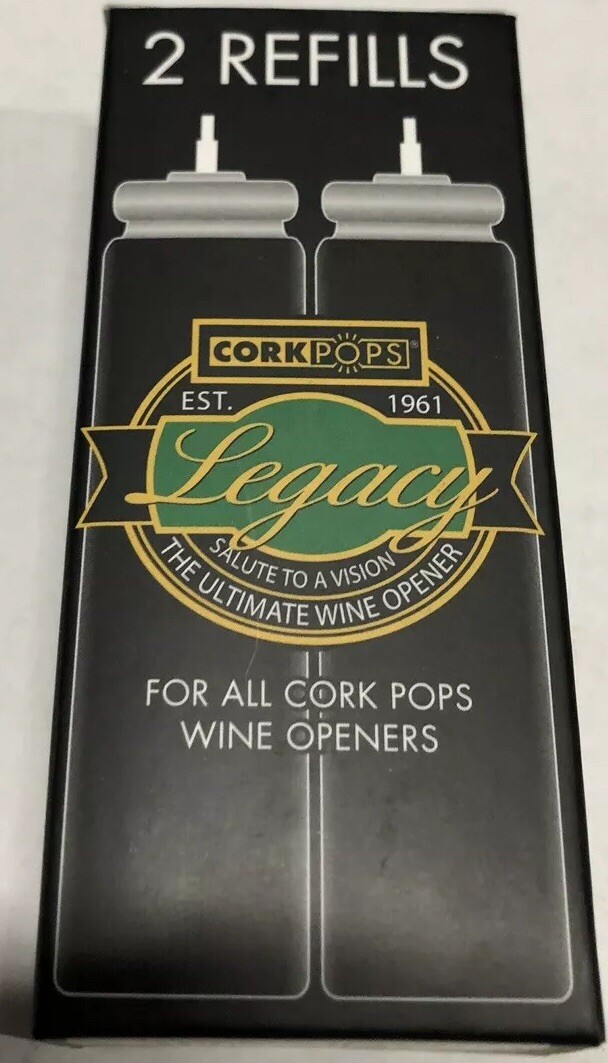 2 REFILLS
CORKPOPS®
EST. 1961
Legacy
SALUTE TO A VISION
THE ULTIMATE WINE OPENER
FOR ALL CORK POPS
WINE OPENERS